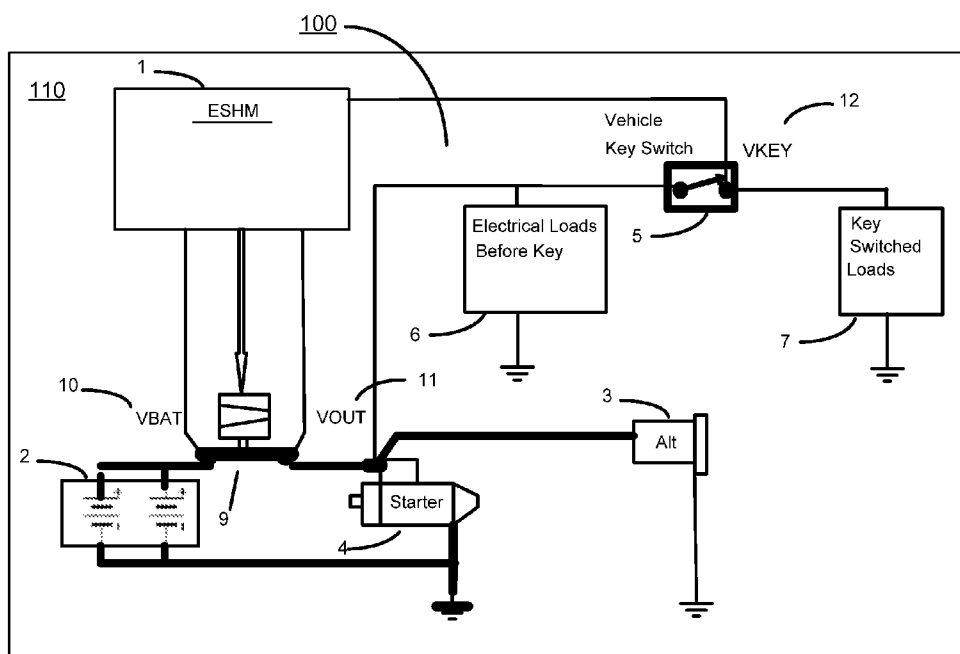 100
110
1
ESHM
12
Vehicle
Key Switch
VKEY
5
Electrical Loads
Before Key
6
Key
Switched
Loads
7
10
VBAT
VOUT
11
3
Alt
2
9
Starter
4